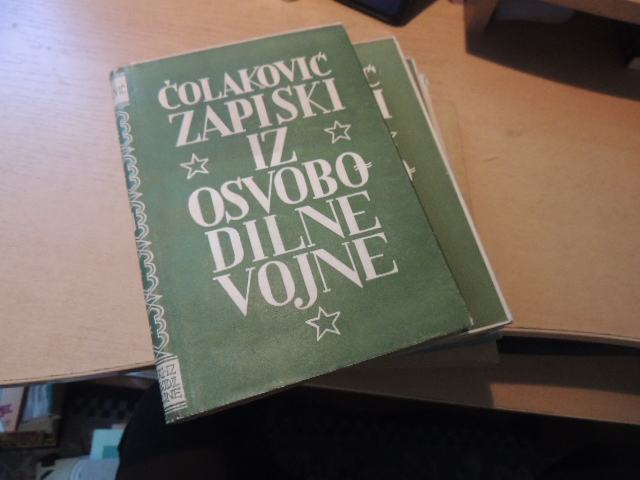 ČOLAKOVIĆ
ZAPISKI
IZ
OSVOBO-
DILNE
VOJNE